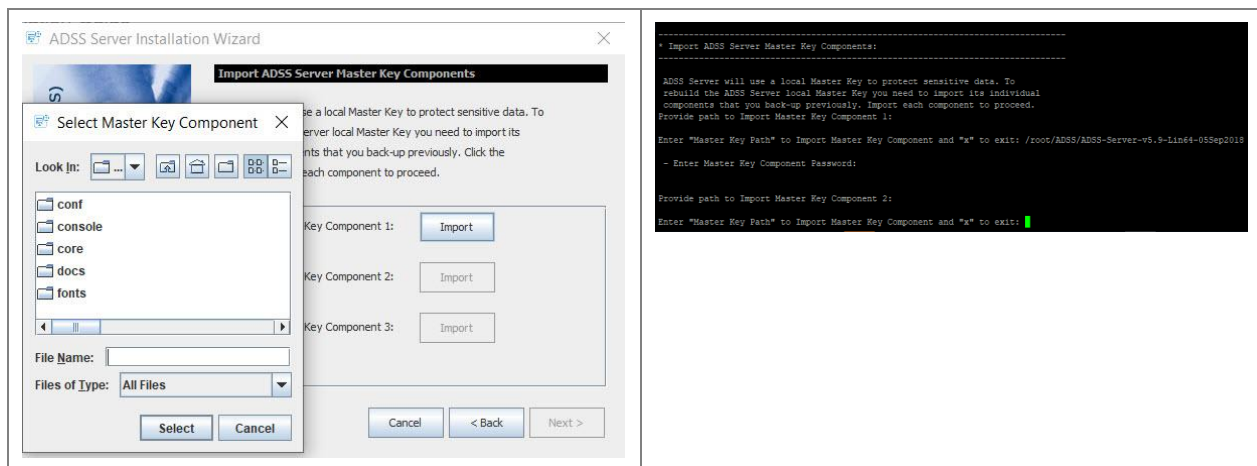 ADSS Server Installation Wizard
S)
Import ADSS Server Master Key Components
se a local Master Key to protect sensitive data. To
erver local Master Key you need to import its
nts that you back-up previously. Click the
each component to proceed.
Key Component 1: Import
Key Component 2: Import
Key Component 3: Import
Cancel < Back Next >
Select Master Key Component
Look In: ...
conf
console
core
docs
fonts
File Name:
Files of Type: All Files
Select Cancel
--------------------------------------------------------------------------------
* Import ADSS Server Master Key Components:
--------------------------------------------------------------------------------
ADSS Server will use a local Master Key to protect sensitive data. To
rebuild the ADSS Server local Master Key you need to import its individual
components that you back-up previously. Import each component to proceed.
Provide path to Import Master Key Component 1:
Enter "Master Key Path" to Import Master Key Component and "x" to exit: /root/ADSS/ADSS-Server-v5.9-Lin64-05Sep2018
- Enter Master Key Component Password:
Provide path to Import Master Key Component 2:
Enter "Master Key Path" to Import Master Key Component and "x" to exit: